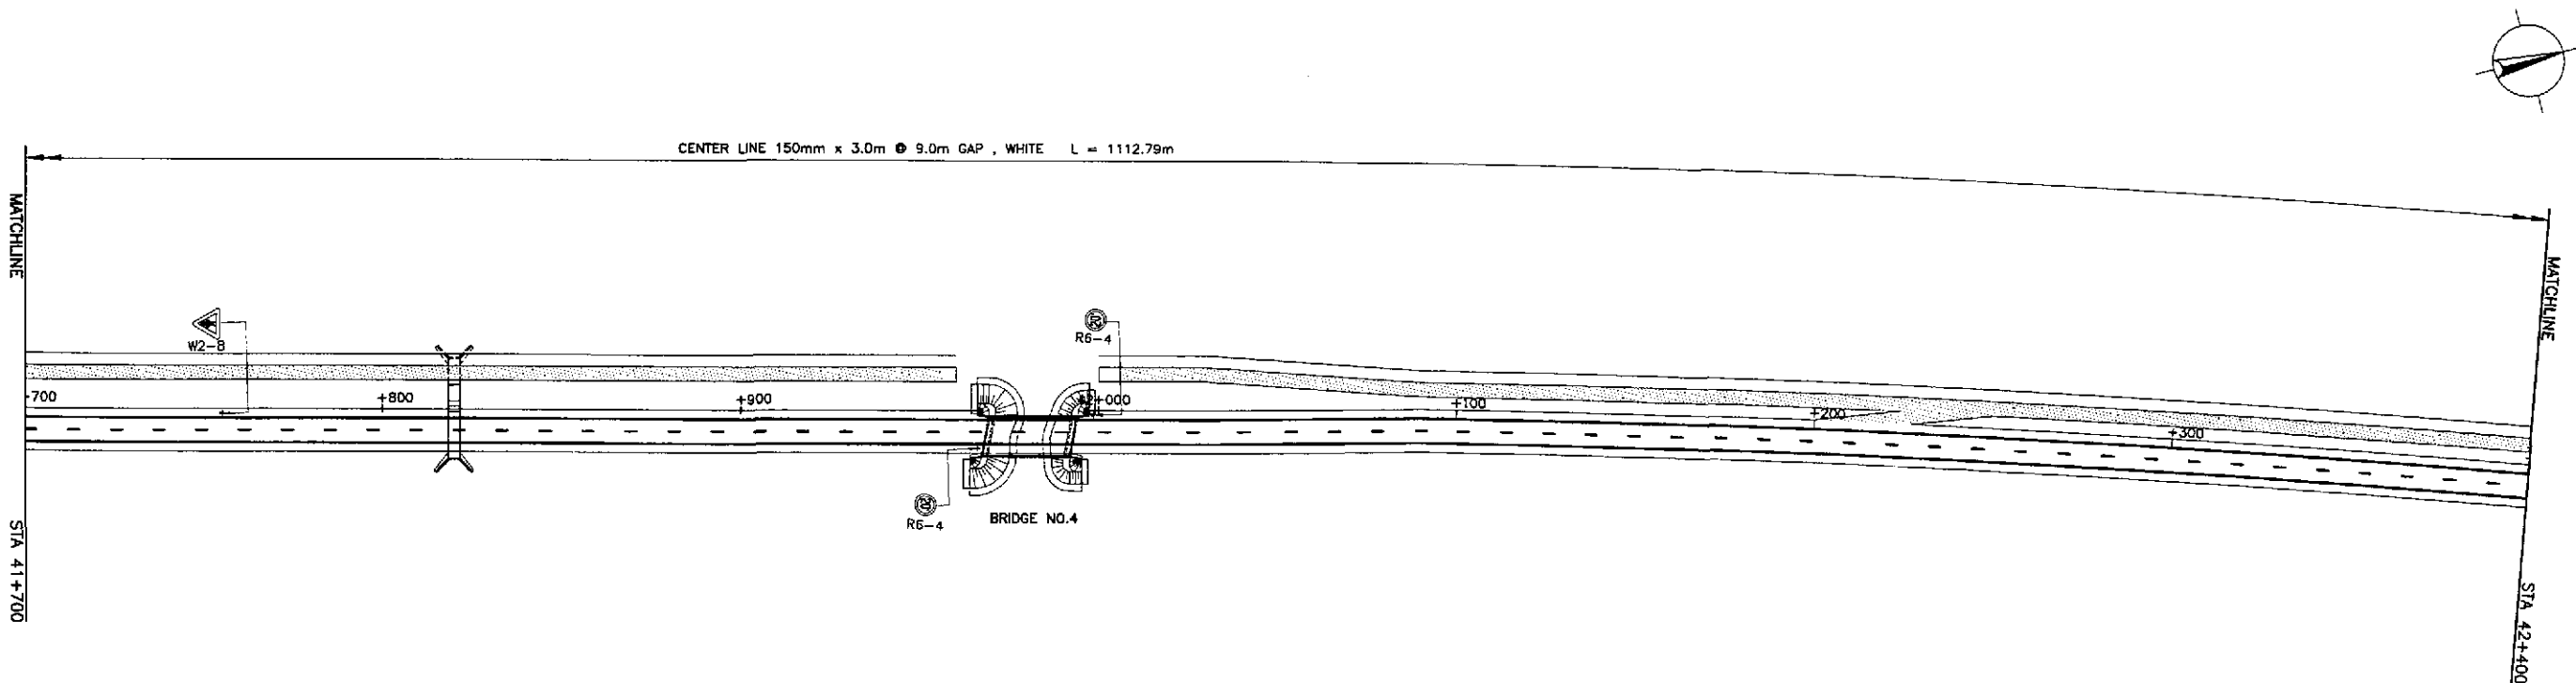 CENTER LINE 150mm x 3.0m @ 9.0m GAP , WHITE L = 1112.79m
MATCHLINE
STA 41+700
W2-8
R6-4
+700
+800
+900
+000
+100
+200
+300
R6-4
BRIDGE NO.4
MATCHLINE
STA 42+400